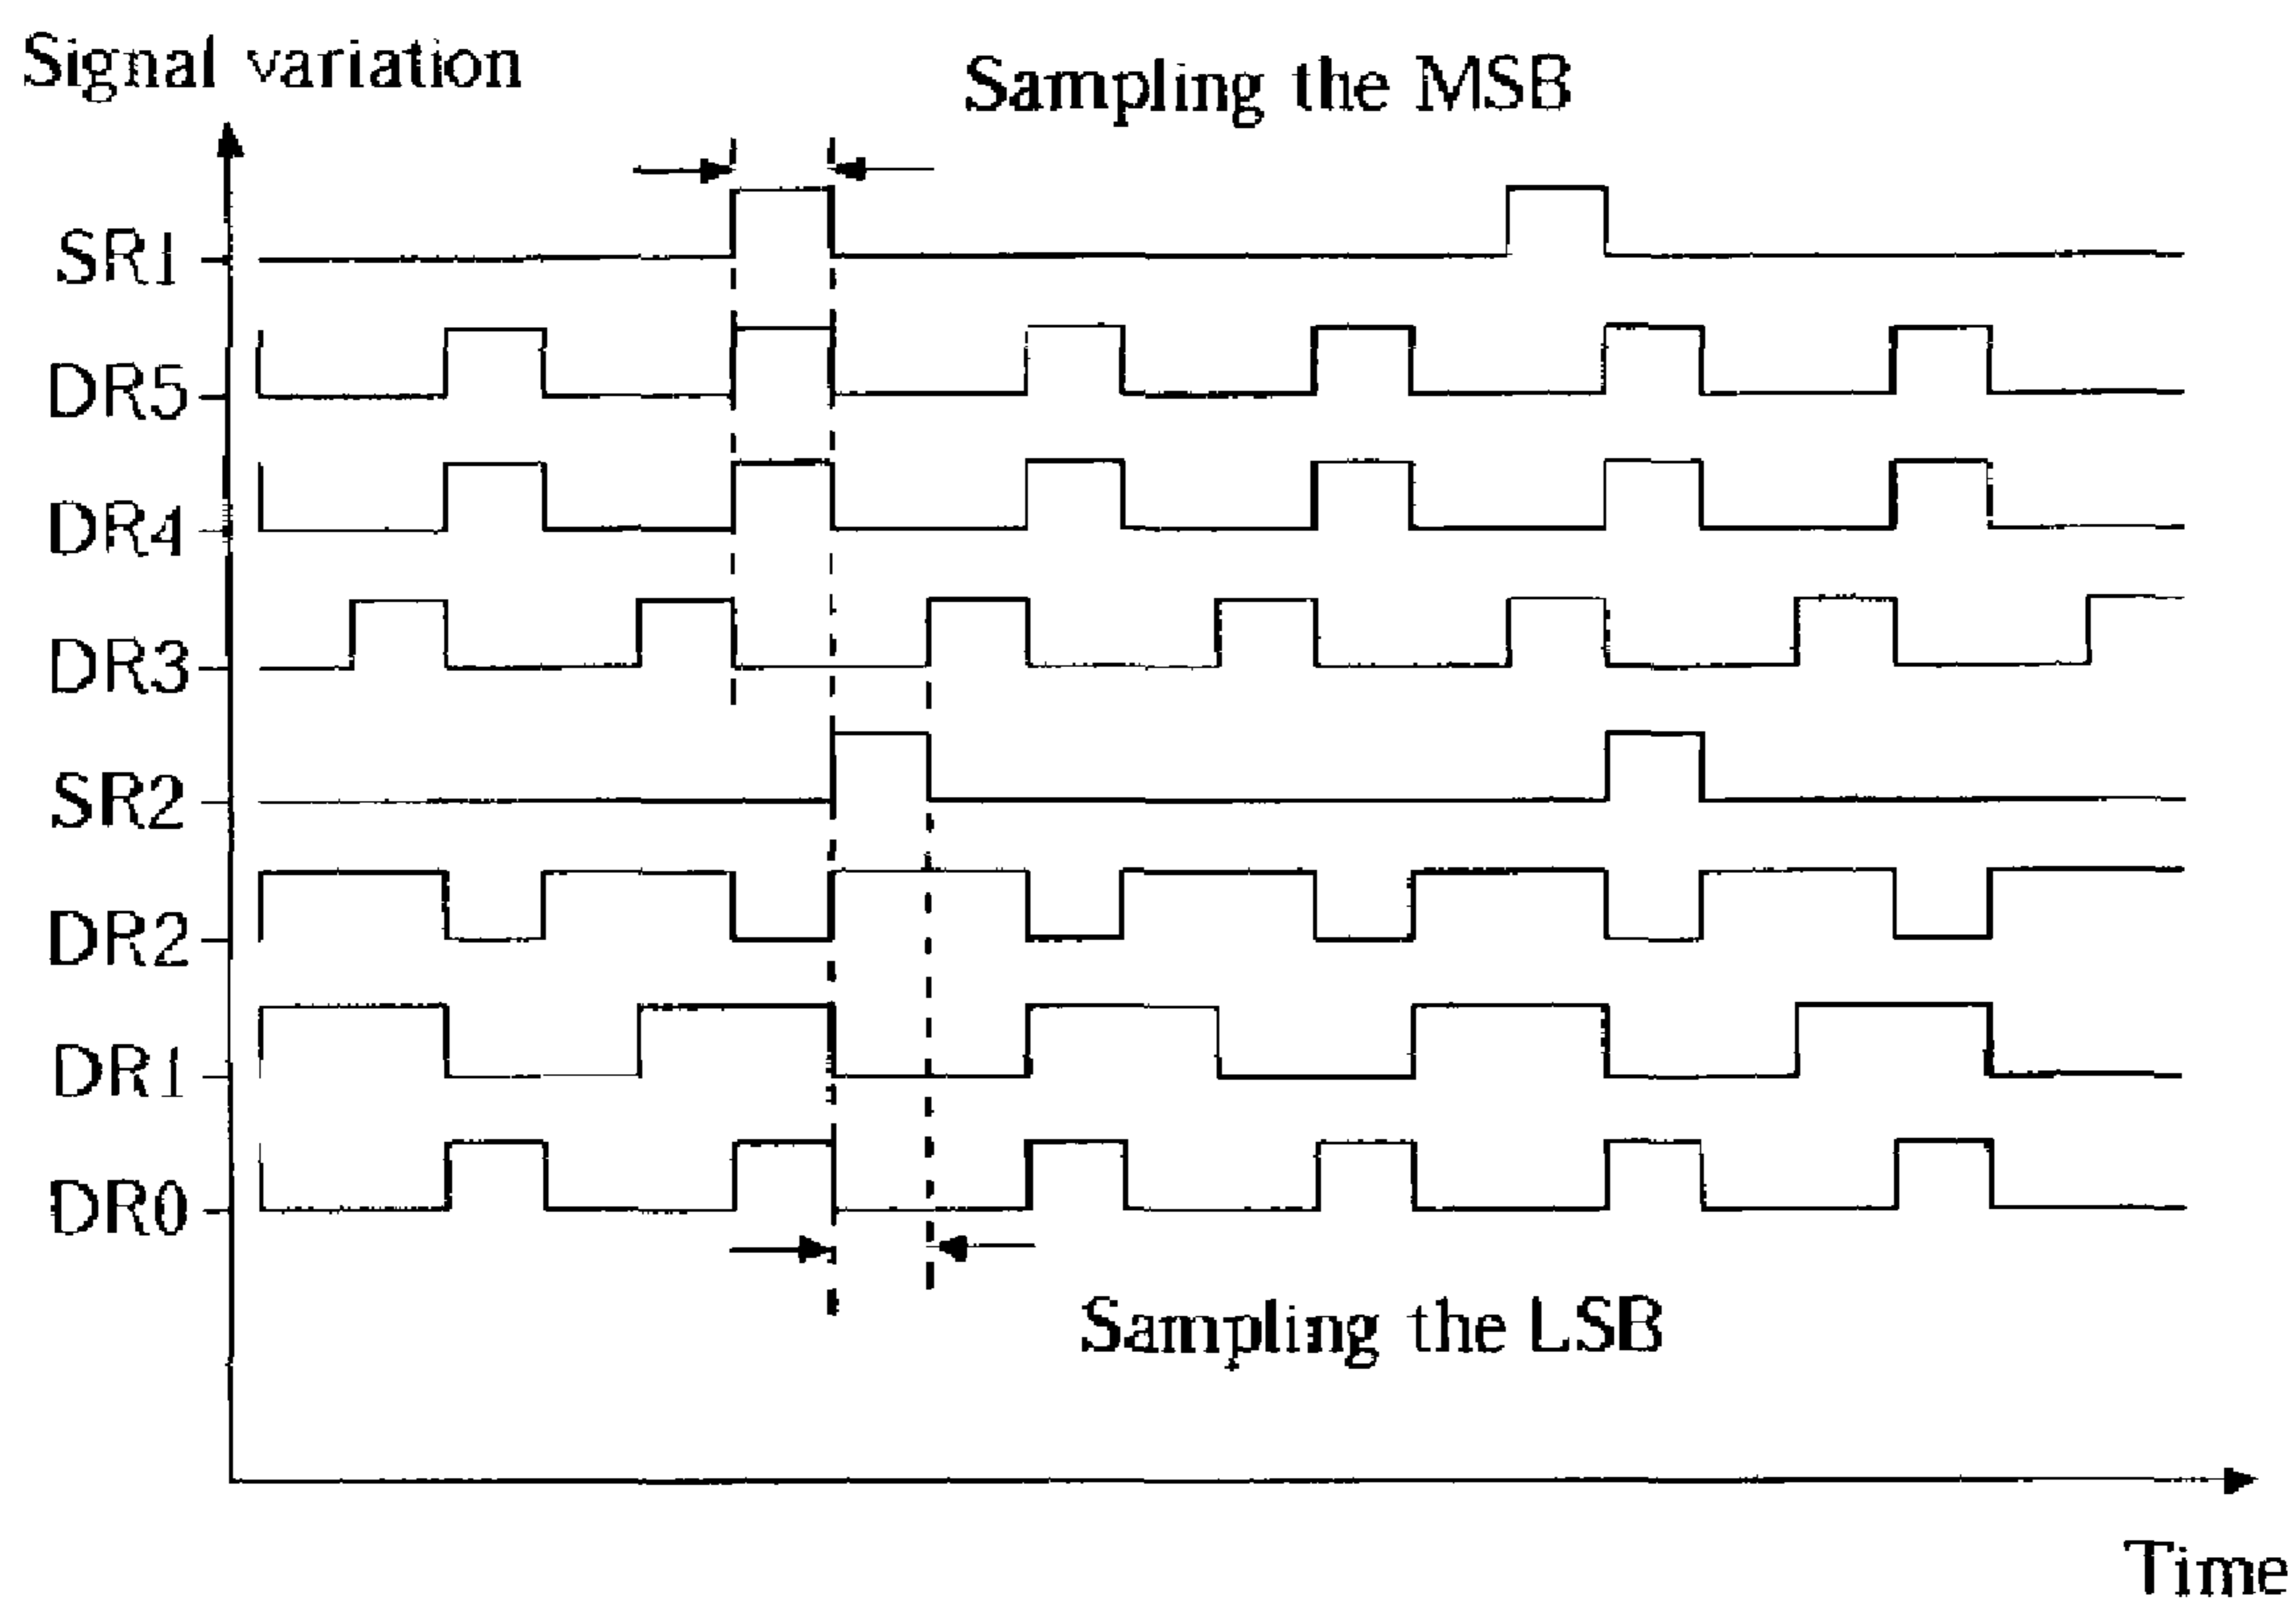 Signal variation
Sampling the MSB
SR1
DR5
DR4
DR3
SR2
DR2
DR1
DR0
Sampling the LSB
Time